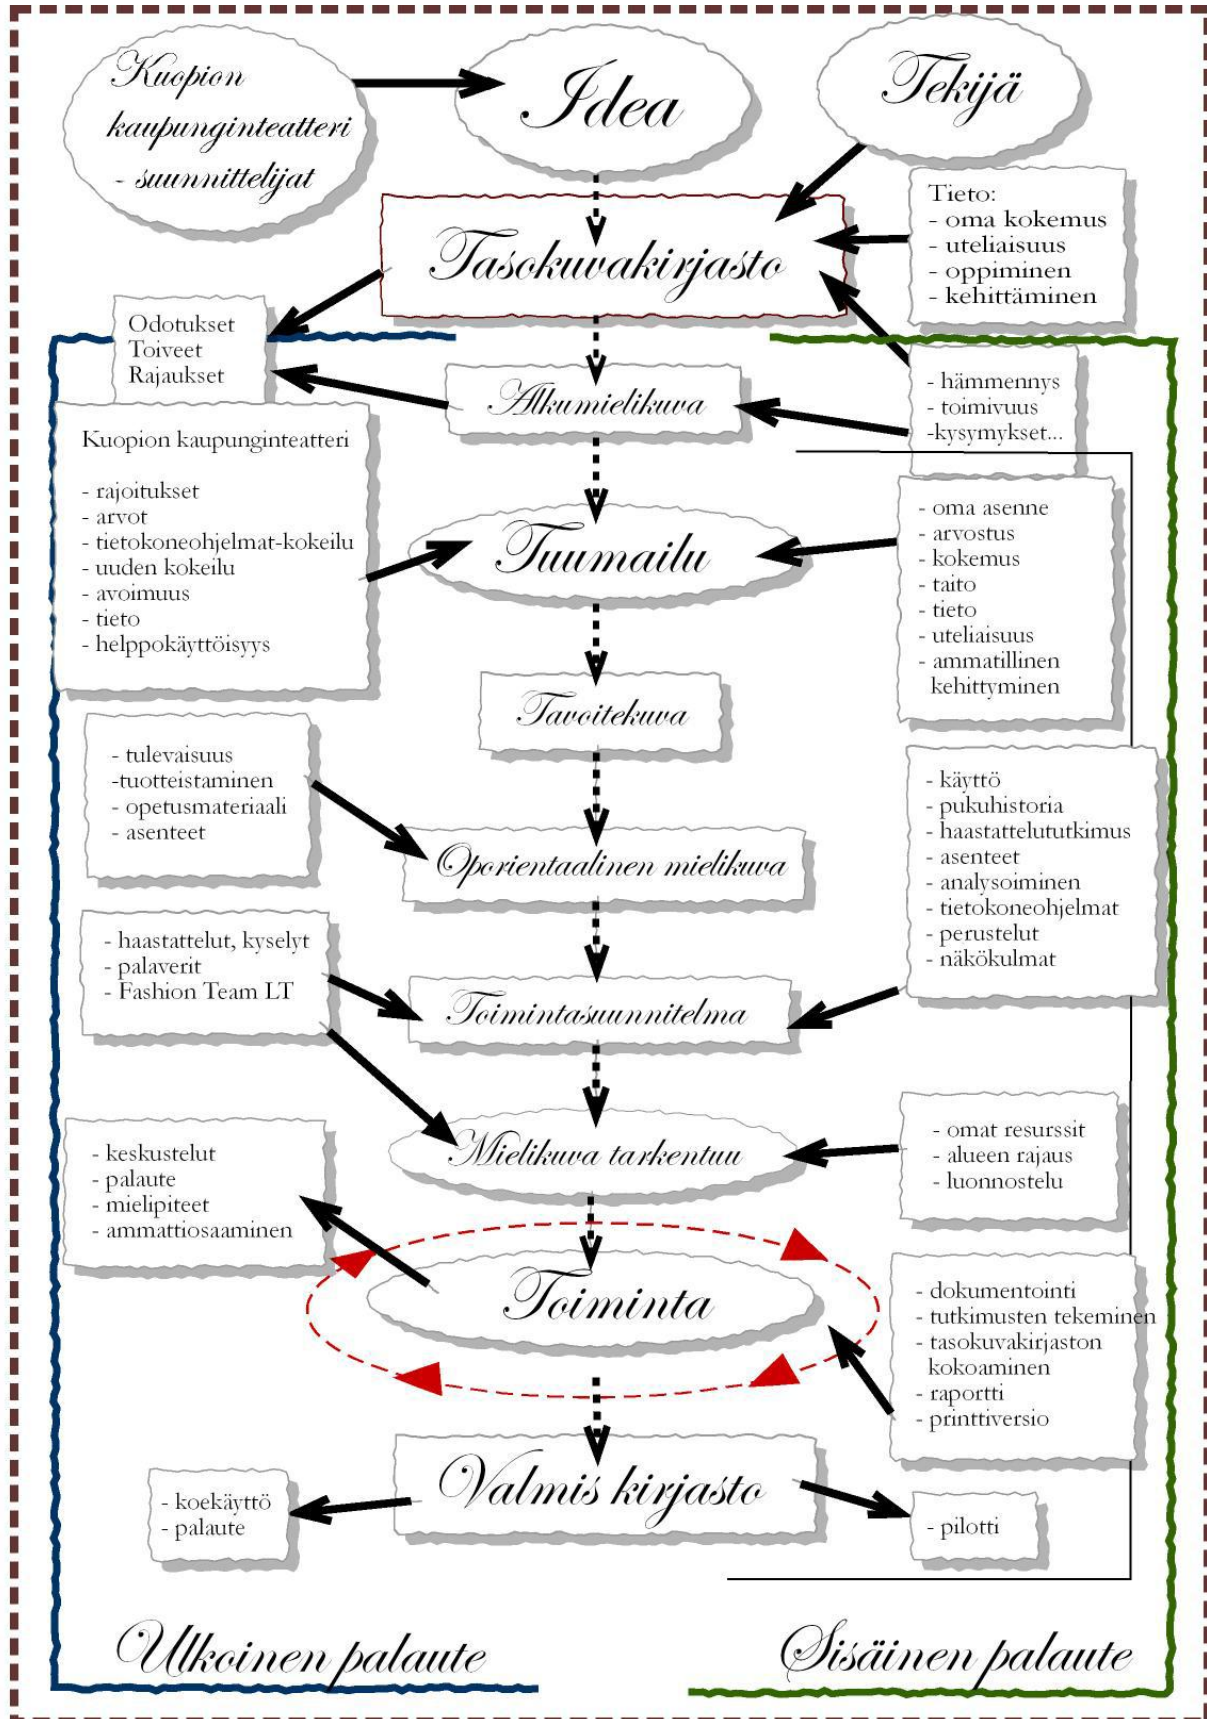 Kuopion
kaupunginteatteri
- suunnittelijat
Idea
Tekijä
Tasokuvakirjasto
Tieto:
- oma kokemus
- uteliaisuus
- oppiminen
- kehittäminen
Odotukset
Toiveet
Rajaukset
Alkumielikuva
- hämmennys
- toimivuus
-kysymykset...
Kuopion kaupunginteatteri
- rajoitukset
- arvot
- tietokoneohjelmat-kokeilu
- uuden kokeilu
- avoimuus
- tieto
- helppokäyttöisyys
Tuumailu
- oma asenne
- arvostus
- kokemus
- taito
- tieto
- uteliaisuus
- ammatillinen
kehittyminen
Tavoitekuva
- tulevaisuus
-tuotteistaminen
- opetusmateriaali
- asenteet
Oporientaalinen mielikuva
- käyttö
- pukuhistoria
- haastattelututkimus
- asenteet
- analysoiminen
- tietokoneohjelmat
- perustelut
- näkökulmat
- haastattelut, kyselyt
- palaverit
- Fashion Team LT
Toimintasuunnitelma
Mielikuva tarkentuu
- omat resurssit
- alueen rajaus
- luonnostelu
- keskustelut
- palaute
- mielipiteet
- ammattiosaaminen
Toiminta
- dokumentointi
- tutkimusten tekeminen
- tasokuvakirjaston
kokoaminen
- raportti
- printtiversio
Valmis kirjasto
- koekäyttö
- palaute
- pilotti
Ulkoinen palaute
Sisäinen palaute